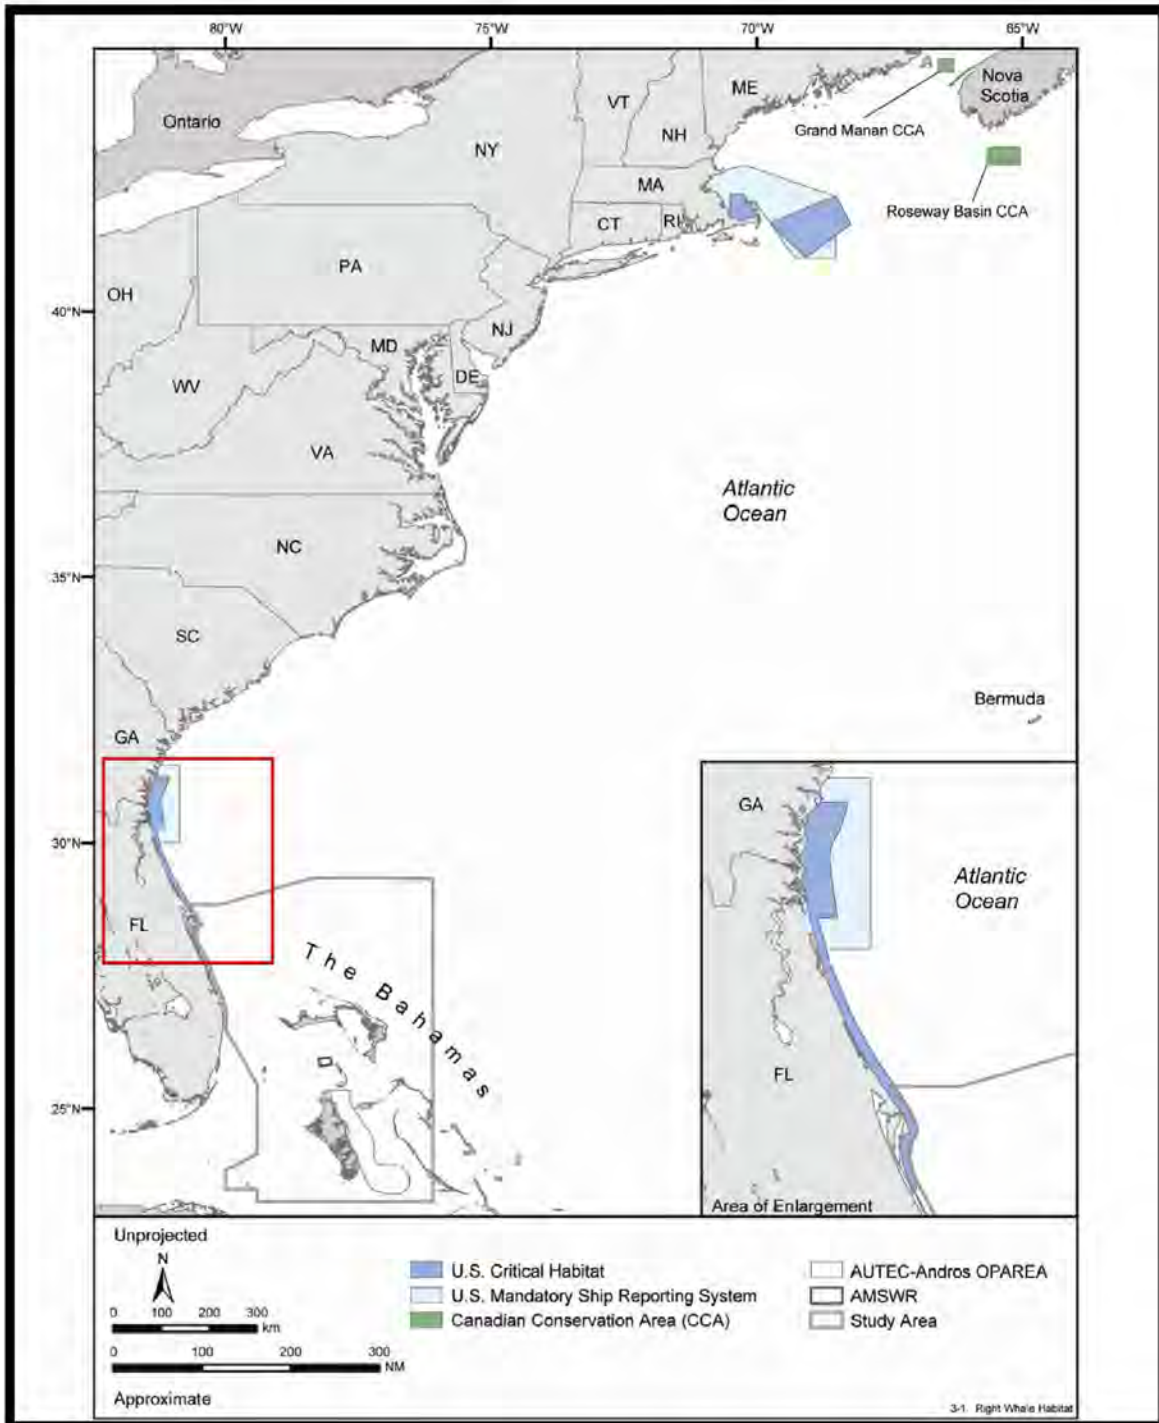 80°W 75°W 70°W 65°W
Ontario
VT
ME
Nova
Scotia
NH
Grand Manan CCA
NY
MA
Roseway Basin CCA
CT
RI
PA
OH
40°N
NJ
MD
DE
WV
VA
Atlantic
Ocean
NC
35°N
SC
Bermuda
GA
30°N
FL
The Bahamas
25°N
GA
Atlantic
Ocean
FL
Area of Enlargement
Unprojected
N
0 100 200 300
km
0 100 200 300
NM
Approximate
U.S. Critical Habitat
U.S. Mandatory Ship Reporting System
Canadian Conservation Area (CCA)
AUTEC-Andros OPAREA
AMSWR
Study Area
3-1. Right Whale Habitat